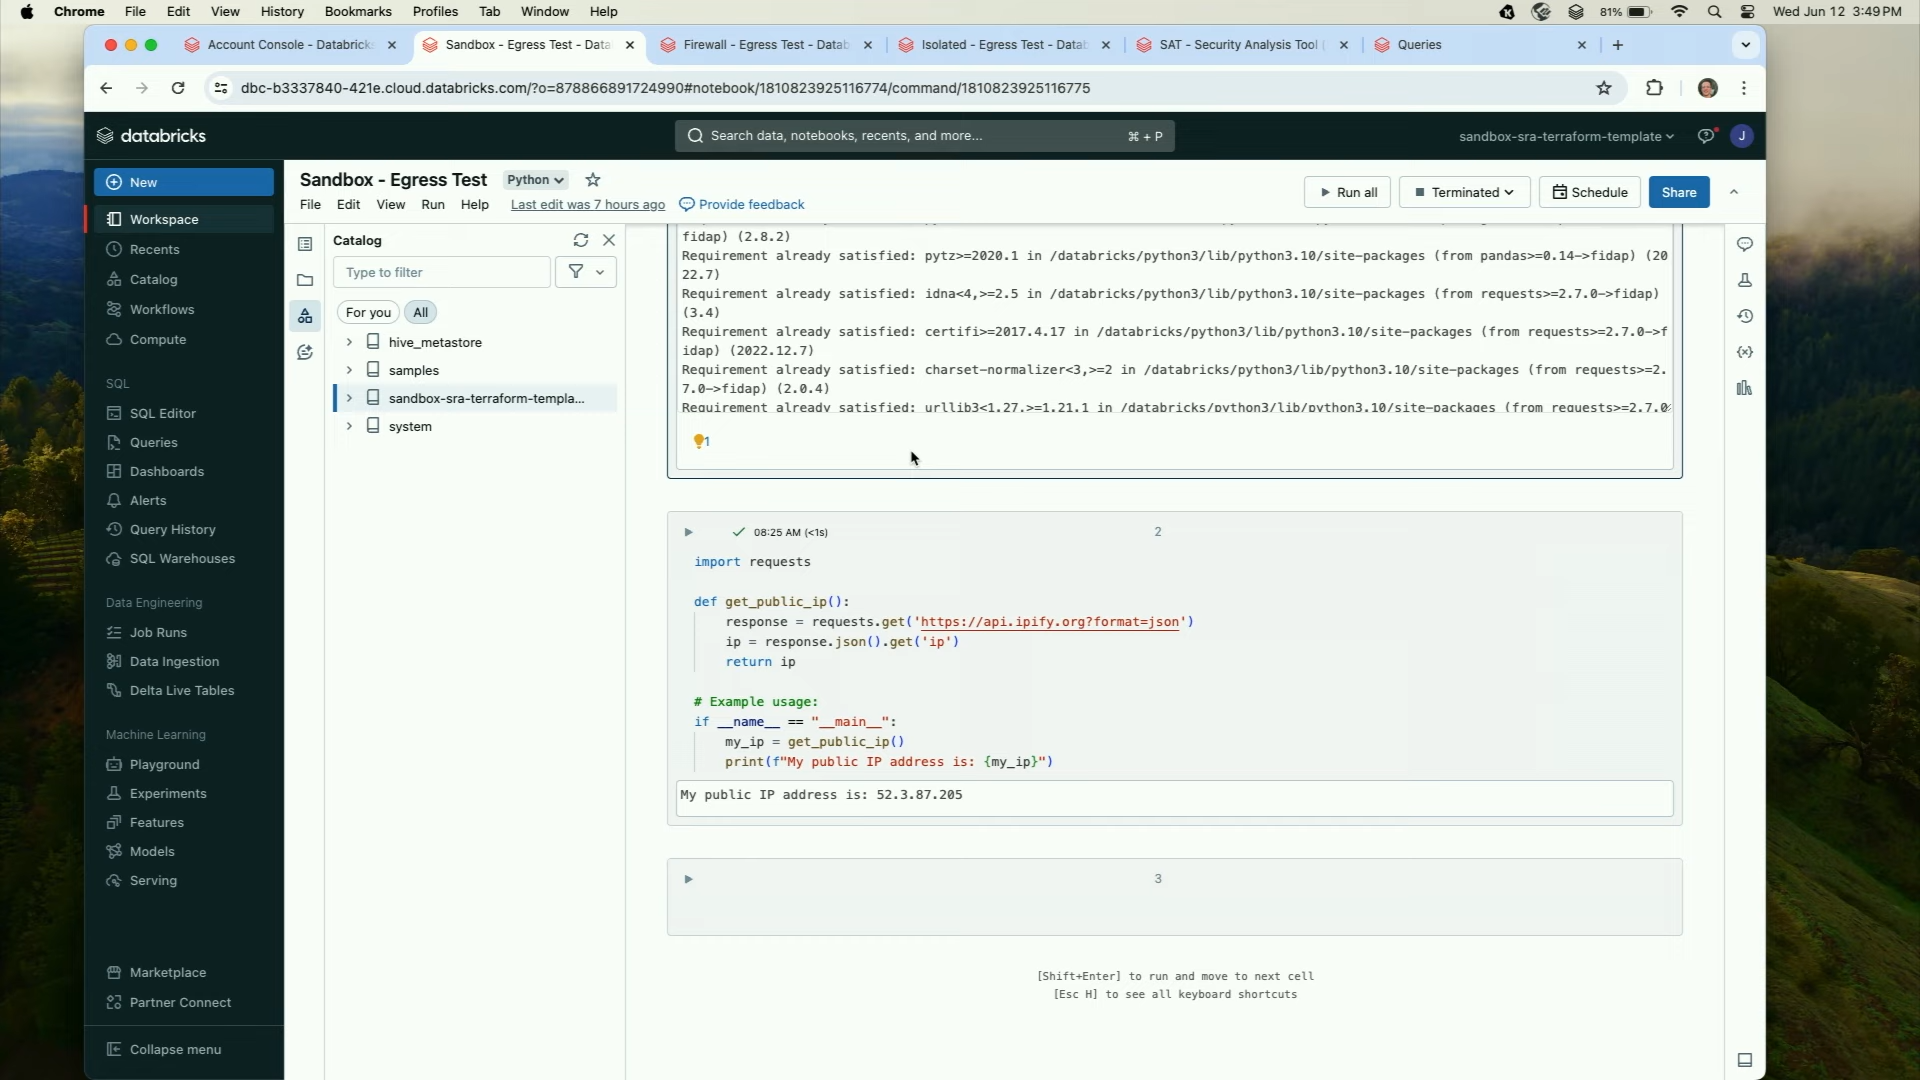 Chrome File Edit View History Bookmarks Profiles Tab Window Help
81% Wed Jun 12 3:49 PM
Account Console - Databricks
Sandbox - Egress Test - Data
Firewall - Egress Test - Datab
Isolated - Egress Test - Datab
SAT - Security Analysis Tool (
Queries
dbc-b3337840-421e.cloud.databricks.com/?o=878866891724990#notebook/1810823925116774/command/1810823925116775
databricks
Search data, notebooks, recents, and more...
⌘ + P
sandbox-sra-terraform-template
J
New
Workspace
Recents
Catalog
Workflows
Compute
SQL
SQL Editor
Queries
Dashboards
Alerts
Query History
SQL Warehouses
Data Engineering
Job Runs
Data Ingestion
Delta Live Tables
Machine Learning
Playground
Experiments
Features
Models
Serving
Marketplace
Partner Connect
Collapse menu
Sandbox - Egress Test
Python
Run all
Terminated
Schedule
Share
File Edit View Run Help Last edit was 7 hours ago Provide feedback
Catalog
Type to filter
For you
All
hive_metastore
samples
sandbox-sra-terraform-templa...
system
fidap) (2.8.2)
Requirement already satisfied: pytz>=2020.1 in /databricks/python3/lib/python3.10/site-packages (from pandas>=0.14->fidap) (20
22.7)
Requirement already satisfied: idna<4,>=2.5 in /databricks/python3/lib/python3.10/site-packages (from requests>=2.7.0->fidap)
(3.4)
Requirement already satisfied: certifi>=2017.4.17 in /databricks/python3/lib/python3.10/site-packages (from requests>=2.7.0->f
idap) (2022.12.7)
Requirement already satisfied: charset-normalizer<3,>=2 in /databricks/python3/lib/python3.10/site-packages (from requests>=2.
7.0->fidap) (2.0.4)
Requirement already satisfied: urllib3<1.27,>=1.21.1 in /databricks/python3/lib/python3.10/site-packages (from requests>=2.7.0
1
08:25 AM (<1s)
2
import requests
def get_public_ip():
response = requests.get('https://api.ipify.org?format=json')
ip = response.json().get('ip')
return ip
# Example usage:
if __name__ == "__main__":
my_ip = get_public_ip()
print(f"My public IP address is: {my_ip}")
My public IP address is: 52.3.87.205
3
[Shift+Enter] to run and move to next cell
[Esc H] to see all keyboard shortcuts